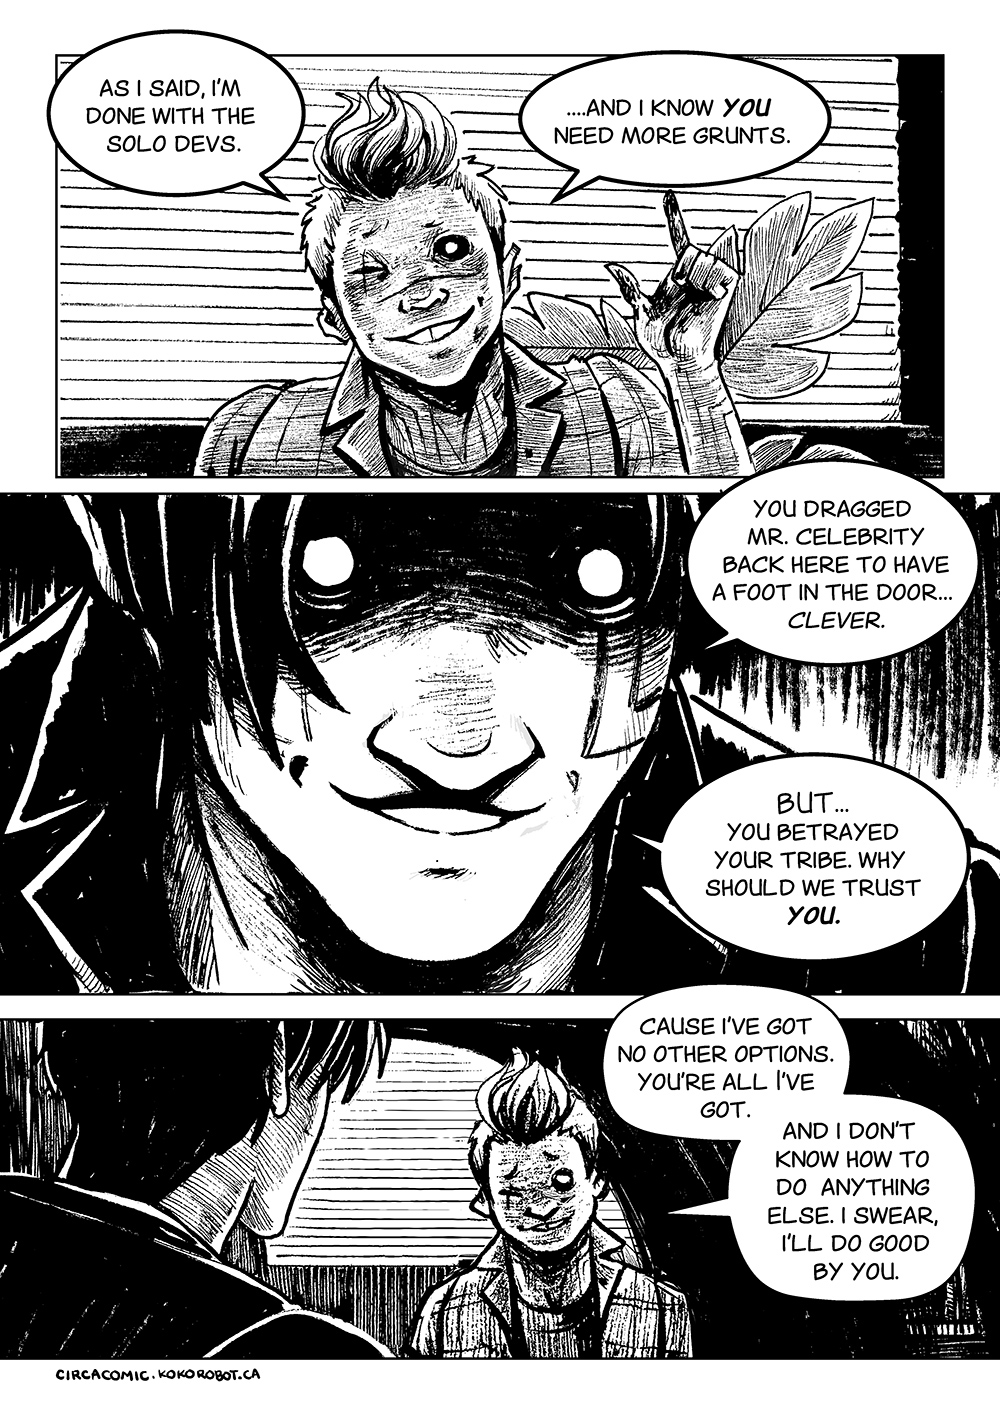 AS I SAID, I'M
DONE WITH THE
SOLO DEVS.
....AND I KNOW YOU
NEED MORE GRUNTS.
YOU DRAGGED
MR. CELEBRITY
BACK HERE TO HAVE
A FOOT IN THE DOOR...
CLEVER.
BUT...
YOU BETRAYED
YOUR TRIBE. WHY
SHOULD WE TRUST
YOU.
CAUSE I'VE GOT
NO OTHER OPTIONS.
YOU'RE ALL I'VE
GOT.
AND I DON'T
KNOW HOW TO
DO ANYTHING
ELSE. I SWEAR,
I'LL DO GOOD
BY YOU.
CIRCACOMIC.KOKOROBOT.CA